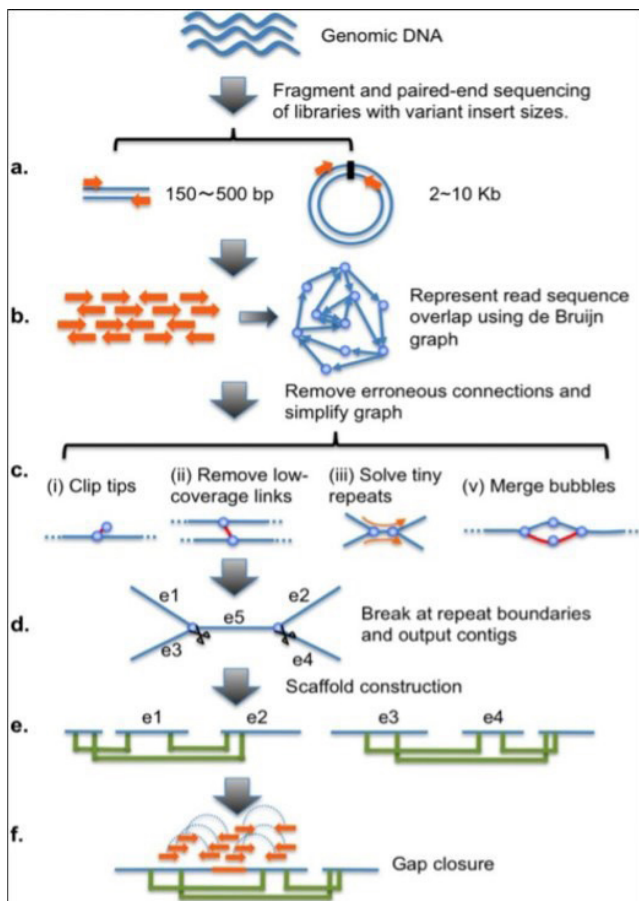 Genomic DNA
Fragment and paired-end sequencing
of libraries with variant insert sizes.
a.
150~500 bp
2~10 Kb
b.
Represent read sequence
overlap using de Bruijn
graph
Remove erroneous connections and
simplify graph
c.
(i) Clip tips
(ii) Remove low-
coverage links
(iii) Solve tiny
repeats
(v) Merge bubbles
d.
e1
e2
e5
e3
e4
Break at repeat boundaries
and output contigs
Scaffold construction
e.
e1
e2
e3
e4
f.
Gap closure